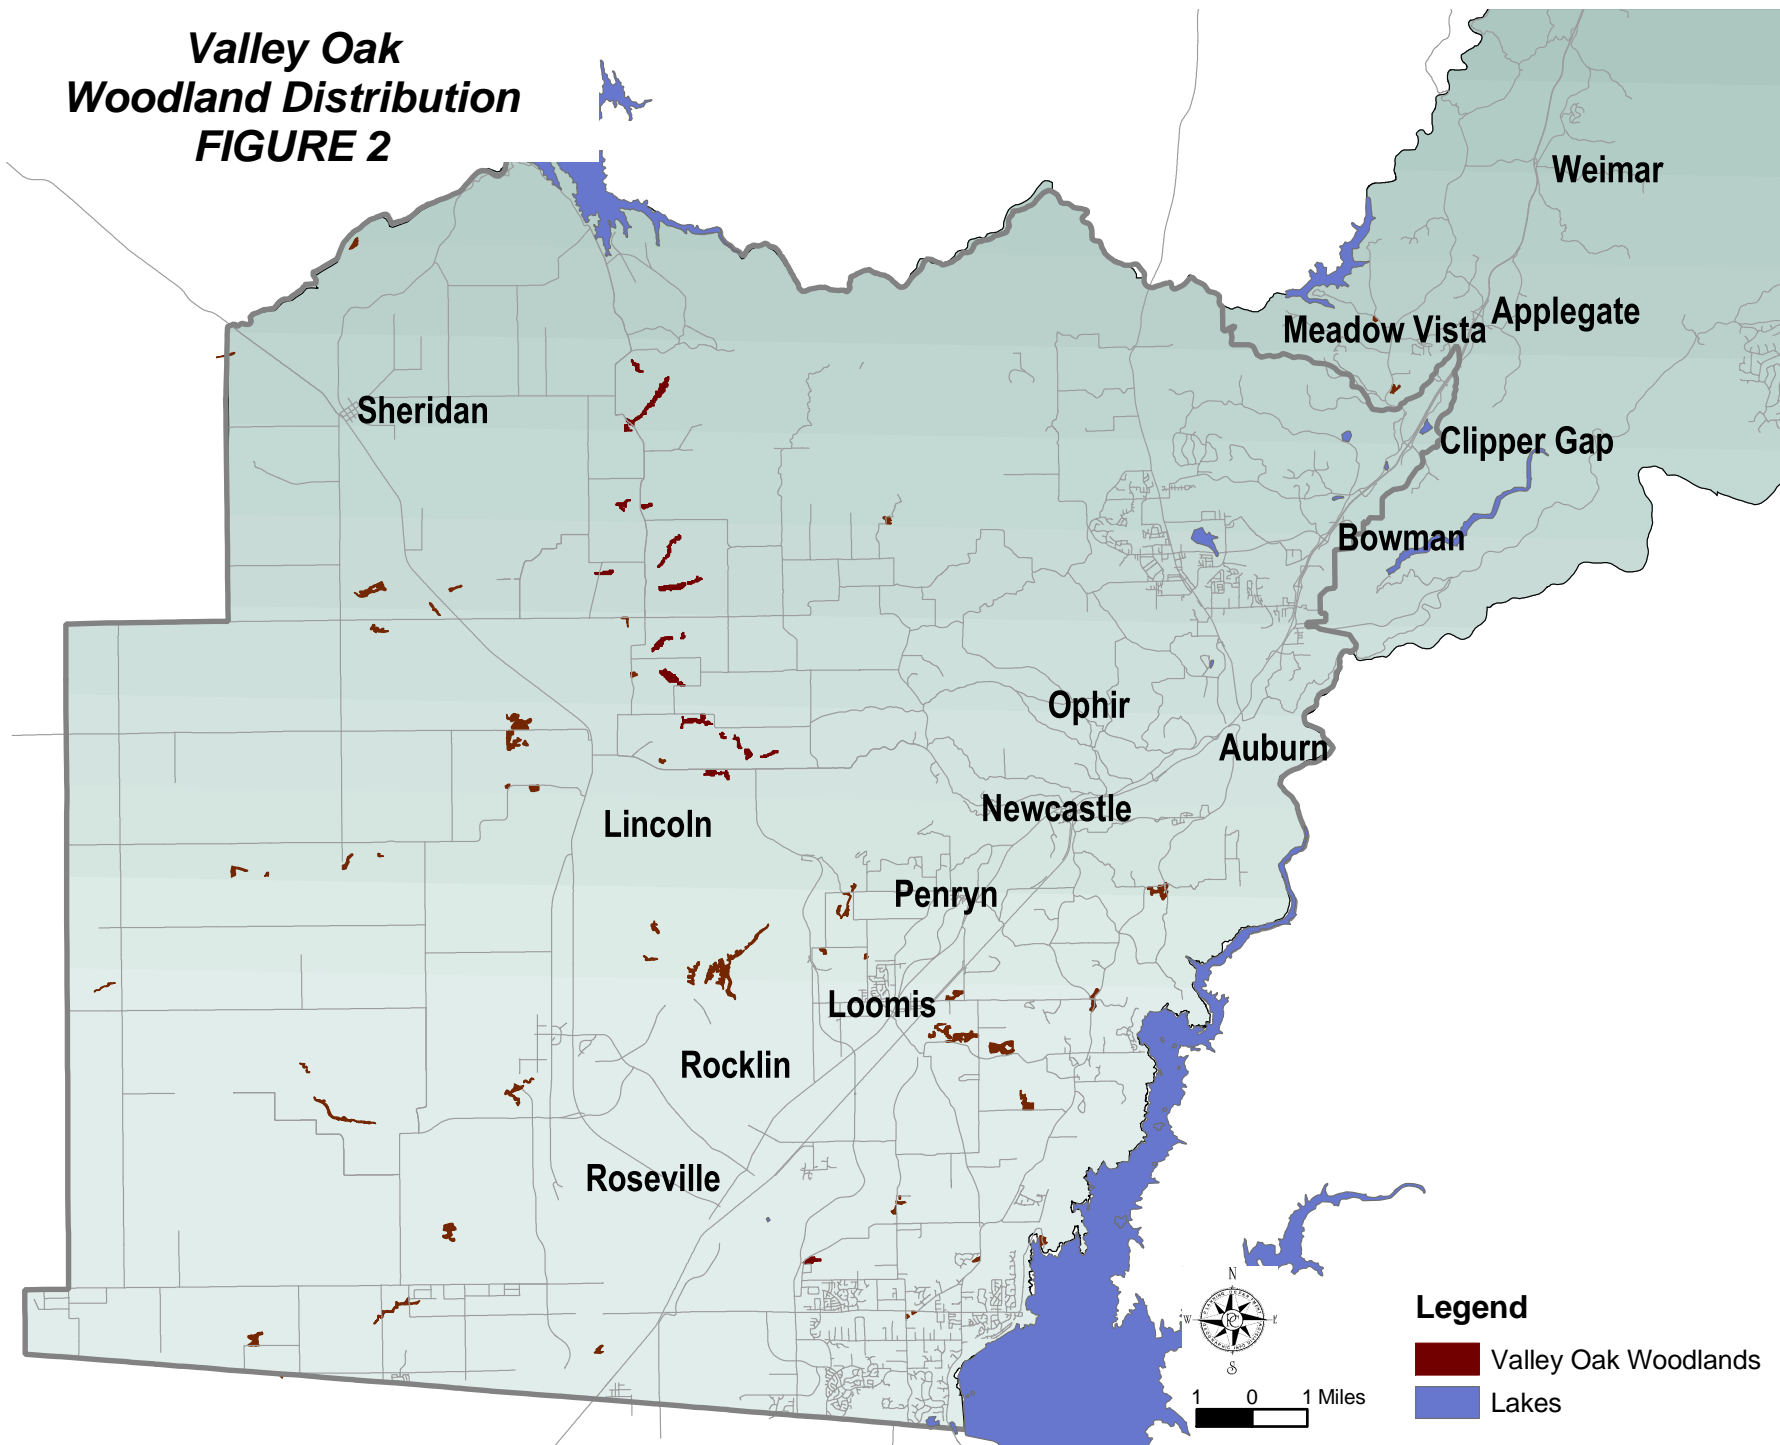 Valley Oak
Woodland Distribution
FIGURE 2
Weimar
Applegate
Meadow Vista
Sheridan
Clipper Gap
Bowman
Ophir
Auburn
Newcastle
Lincoln
Penryn
Loomis
Rocklin
Roseville
N
W
E
PC
S
Legend
Valley Oak Woodlands
Lakes
1 0 1 Miles